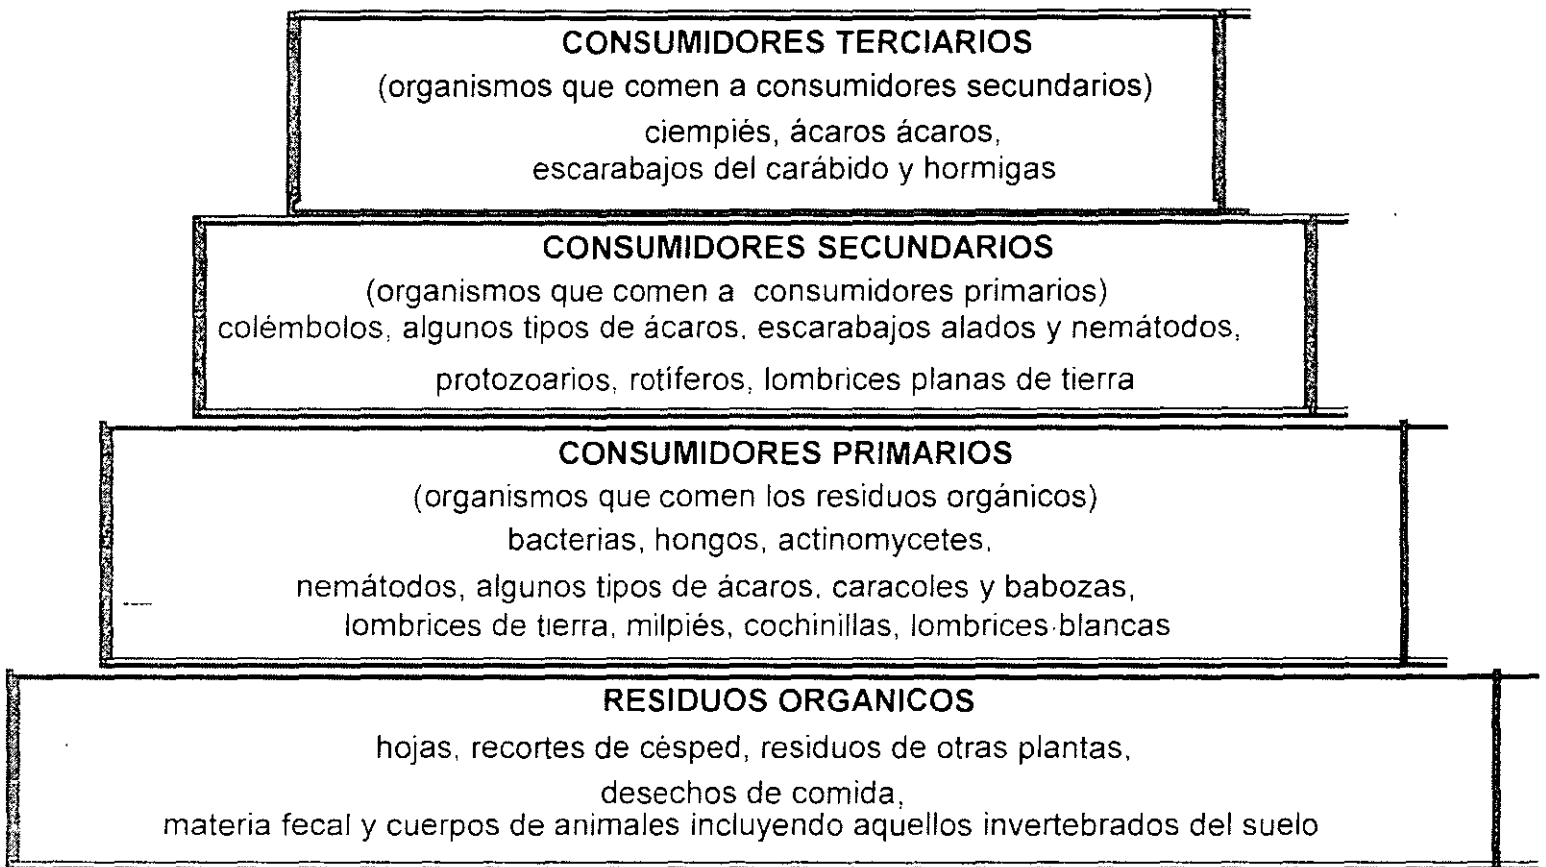 CONSUMIDORES TERCIARIOS
(organismos que comen a consumidores secundarios)
ciempiés, ácaros ácaros,
escarabajos del carábido y hormigas
CONSUMIDORES SECUNDARIOS
(organismos que comen a consumidores primarios)
colémbolos, algunos tipos de ácaros, escarabajos alados y nemátodos,
protozoarios, rotíferos, lombrices planas de tierra
CONSUMIDORES PRIMARIOS
(organismos que comen los residuos orgánicos)
bacterias, hongos, actinomycetes,
nemátodos, algunos tipos de ácaros, caracoles y babozas,
lombrices de tierra, milpiés, cochinillas, lombrices blancas
RESIDUOS ORGANICOS
hojas, recortes de césped, residuos de otras plantas,
desechos de comida,
materia fecal y cuerpos de animales incluyendo aquellos invertebrados del suelo